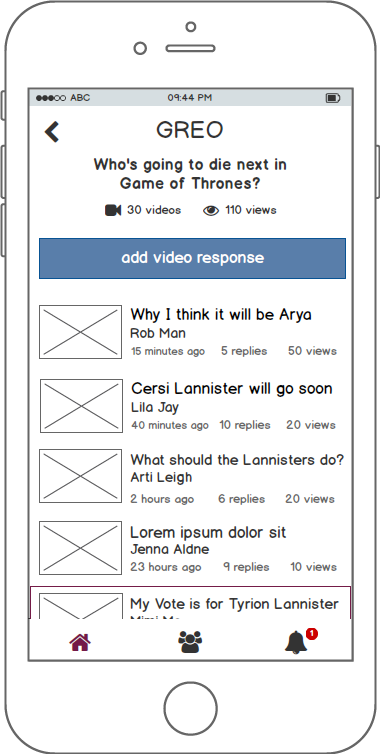 ABC 09:44 PM
GREO
Who's going to die next in
Game of Thrones?
30 videos 110 views
add video response
Why I think it will be Arya
Rob Man
15 minutes ago 5 replies 50 views
Cersi Lannister will go soon
Lila Jay
40 minutes ago 10 replies 20 views
What should the Lannisters do?
Arti Leigh
2 hours ago 6 replies 20 views
Lorem ipsum dolor sit
Jenna Aldne
23 hours ago 9 replies 10 views
My Vote is for Tyrion Lannister
1